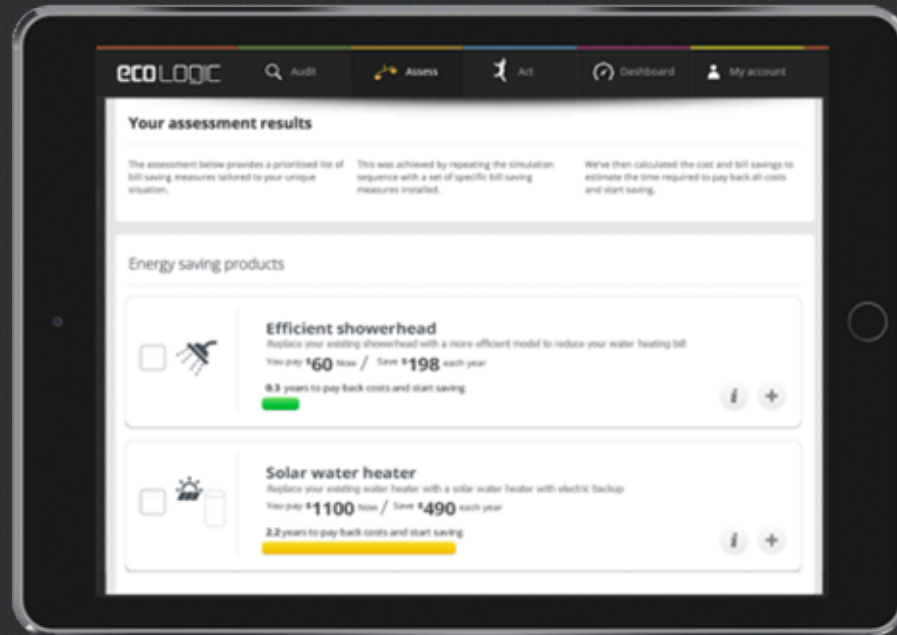 ecoLOGIC Audit Assess Act Dashboard My account
Your assessment results
The assessment below provides a prioritised list of
bill saving measures tailored to your unique
situation.
This was achieved by repeating the simulation
sequence with a set of specific bill saving
measures installed.
We've then calculated the cost and bill savings to
estimate the time required to pay back all costs
and start saving.
Energy saving products
Efficient showerhead
Replace your existing showerhead with a more efficient model to reduce your water heating bill
You pay $60 Now / Save $198 each year
0.3 years to pay back costs and start saving
i +
Solar water heater
Replace your existing water heater with a solar water heater with electric backup
You pay $1100 Now / Save $490 each year
2.2 years to pay back costs and start saving
i +